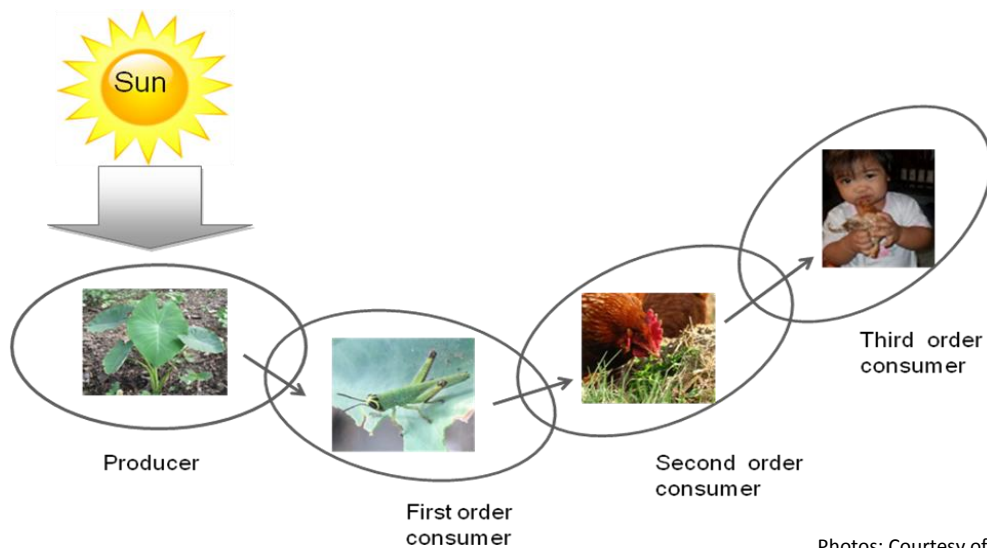 Sun
Producer
First order
consumer
Second order
consumer
Third order
consumer
Photos: Courtesy of